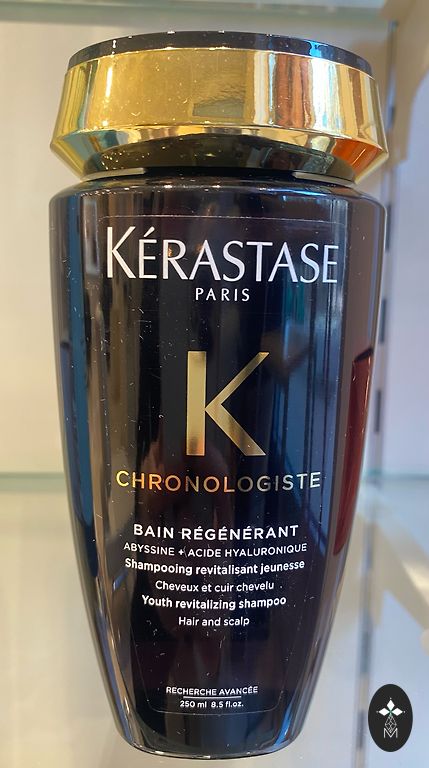 KÉRASTASE
PARIS
K
CHRONOLOGISTE
BAIN RÉGÉNÉRANT
ABYSSINE + ACIDE HYALURONIQUE
Shampooing revitalisant jeunesse
Cheveux et cuir chevelu
Youth revitalizing shampoo
Hair and scalp
RECHERCHE AVANCÉE
250 ml 8.5 fl.oz.
M